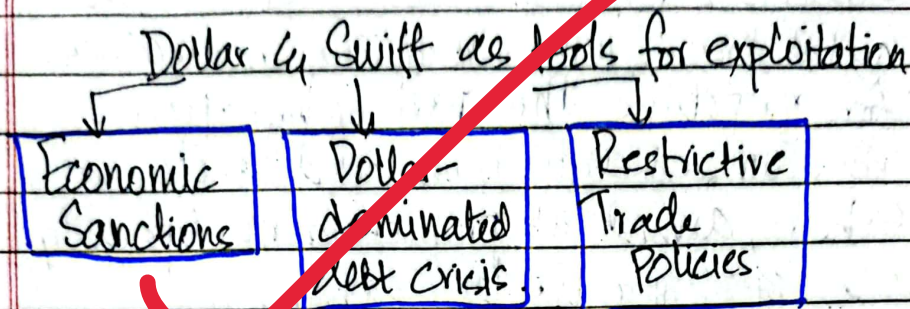 Dollar & Swift as tools for exploitation
Economic
Sanctions
Dollar-
dominated
debt crisis..
Restrictive
Trade
Policies